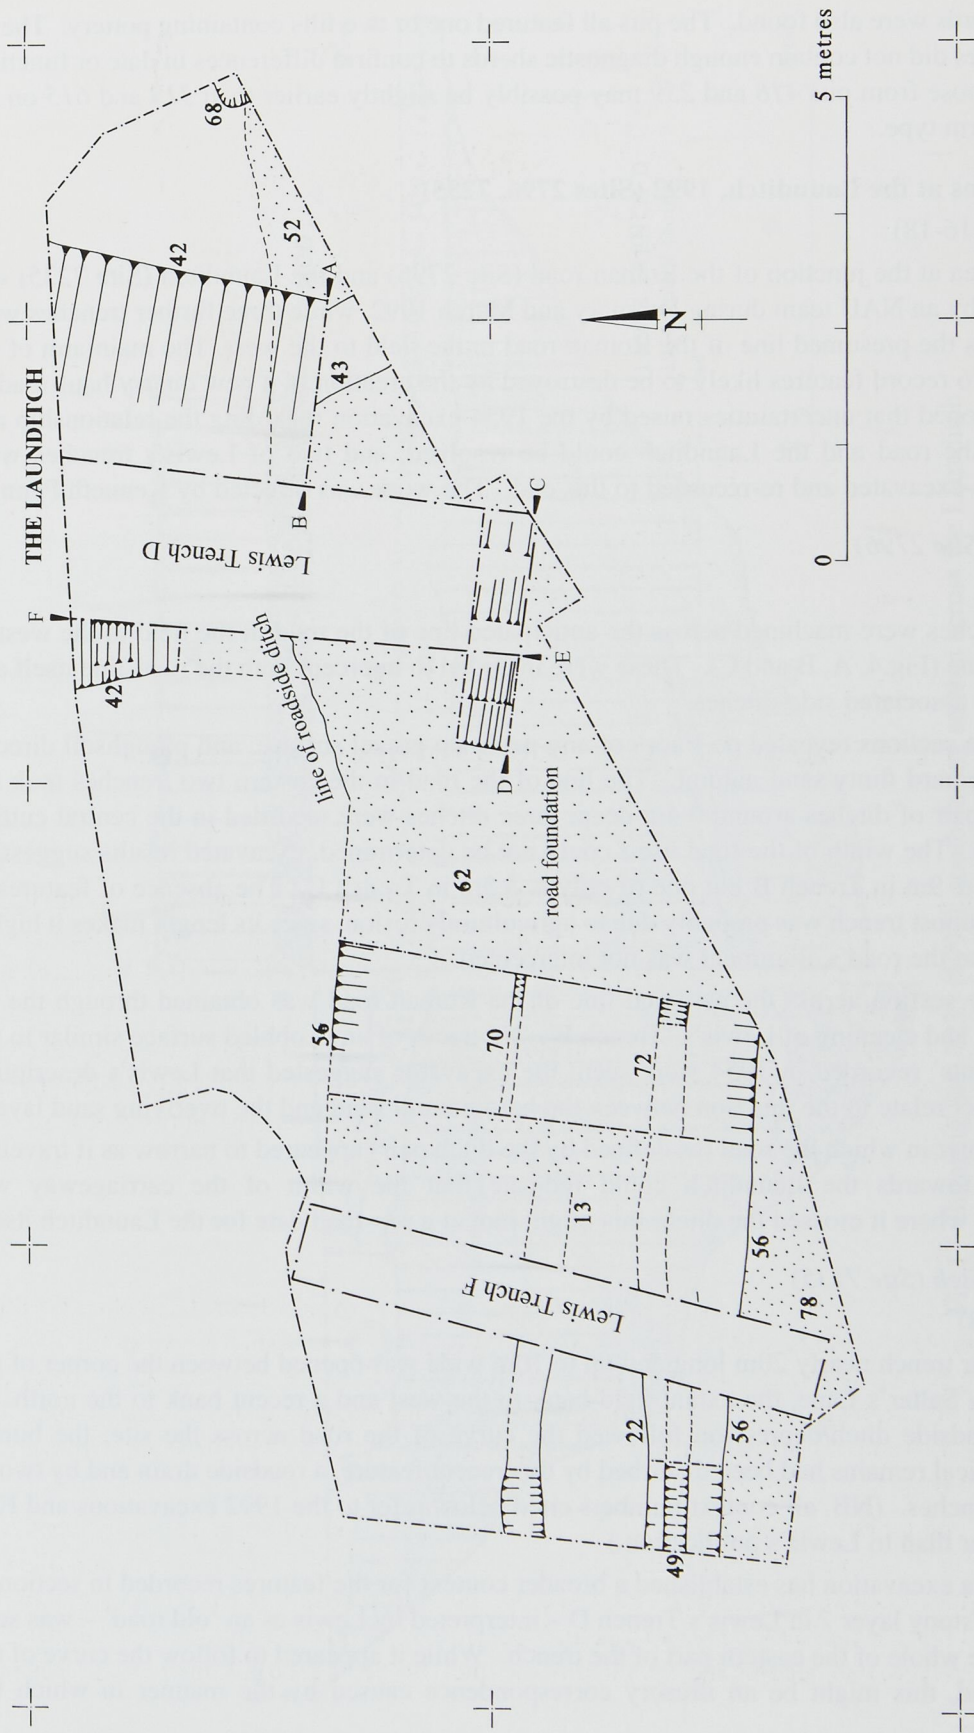 THE LAUNDITCH
68
42
52
A
43
B
Lewis Trench D
C
F
42
E
line of roadside ditch
D
road foundation
62
56
70
72
13
56
Lewis Trench F
78
22
56
49
N
0
5 metres